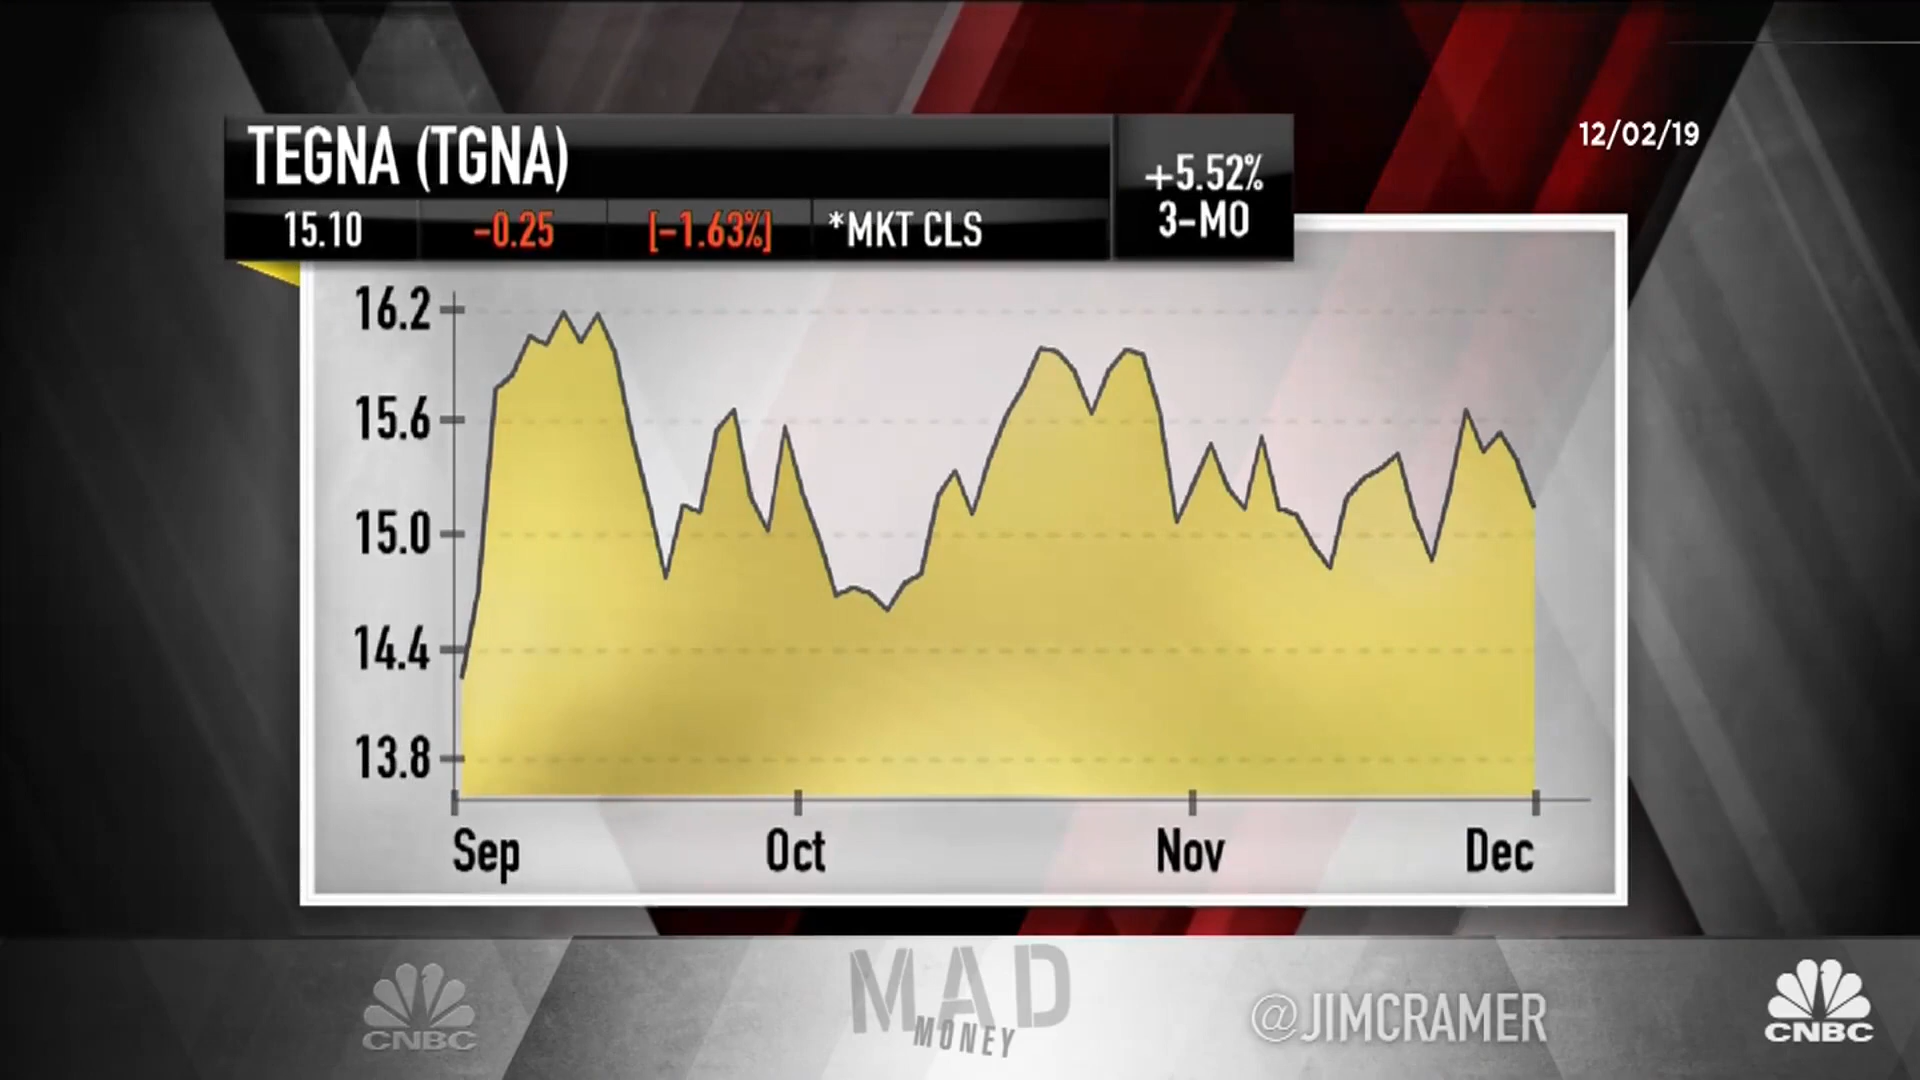 TEGNA (TGNA)
15.10 -0.25 [-1.63%] *MKT CLS
+5.52%
3-MO
12/02/19
16.2
15.6
15.0
14.4
13.8
Sep Oct Nov Dec
CNBC
MAD
MONEY
@JIMCRAMER
CNBC